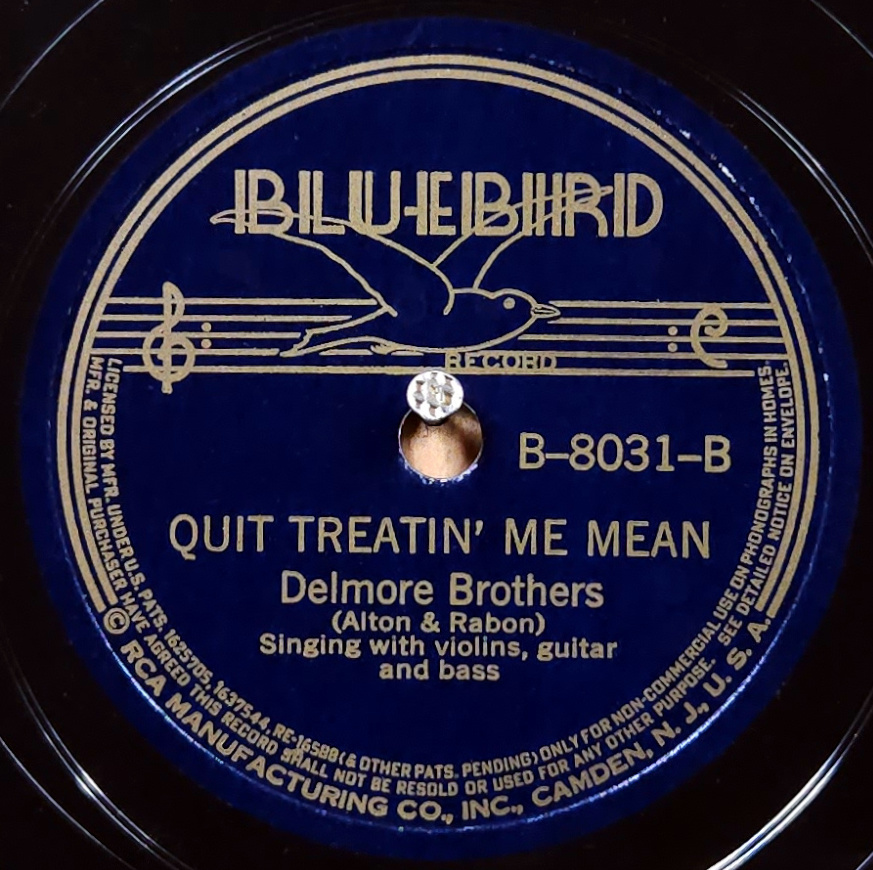 BLUEBIRD
RECORD
B-8031-B
QUIT TREATIN' ME MEAN
Delmore Brothers
(Alton & Rabon)
Singing with violins, guitar
and bass
LICENSED BY MFR. UNDER U.S. PATS. 1625705, 1637544, RE-16588 (& OTHER PATS. PENDING) ONLY FOR NON-COMMERCIAL USE ON PHONOGRAPHS IN HOMES.
MFR. & ORIGINAL PURCHASER HAVE AGREED THIS RECORD SHALL NOT BE RESOLD OR USED FOR ANY OTHER PURPOSE. SEE DETAILED NOTICE ON ENVELOPE.
© RCA MANUFACTURING CO., INC., CAMDEN, N. J., U. S. A.